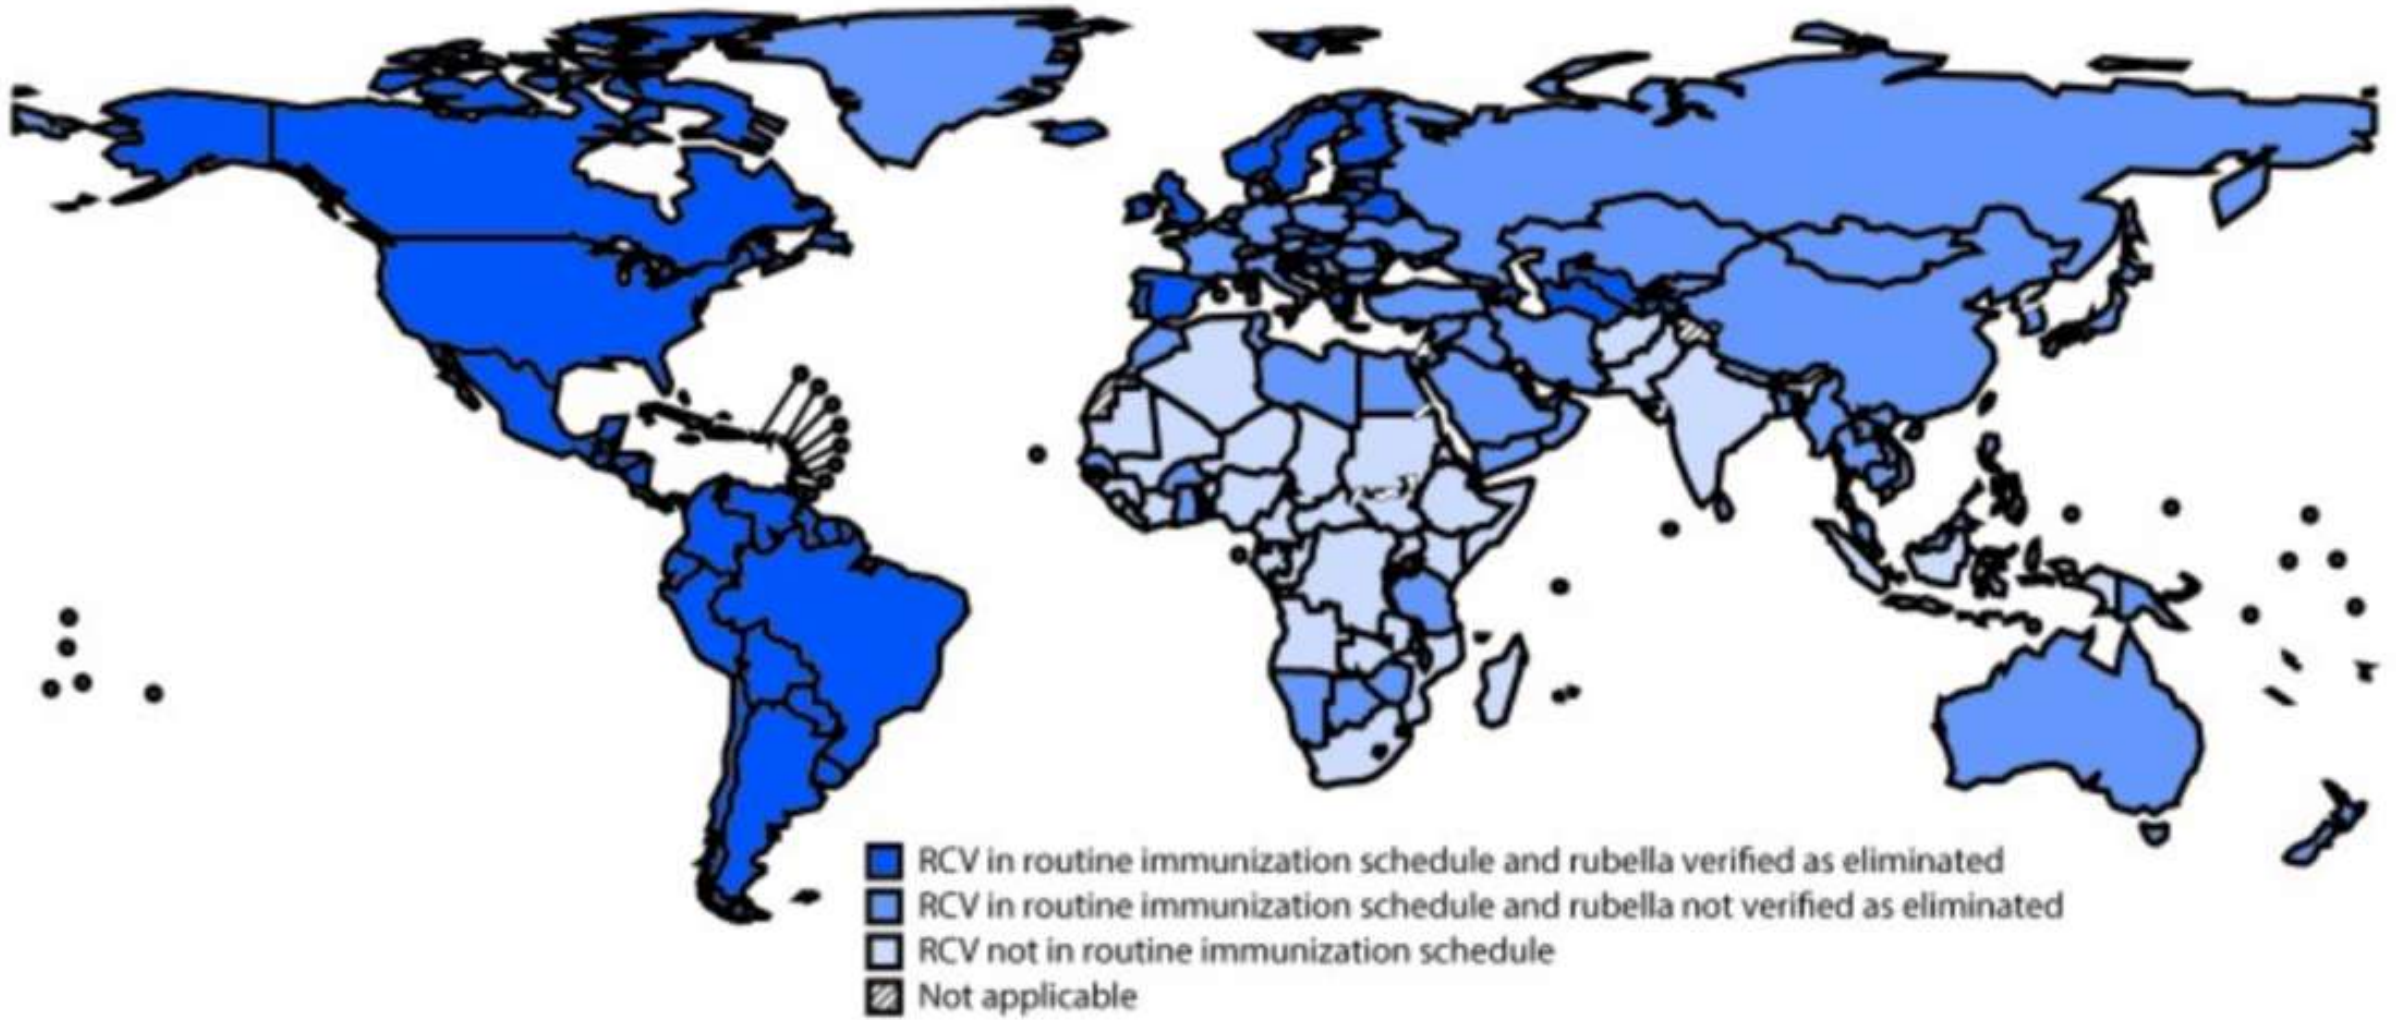 RCV in routine immunization schedule and rubella verified as eliminated
RCV in routine immunization schedule and rubella not verified as eliminated
RCV not in routine immunization schedule
Not applicable